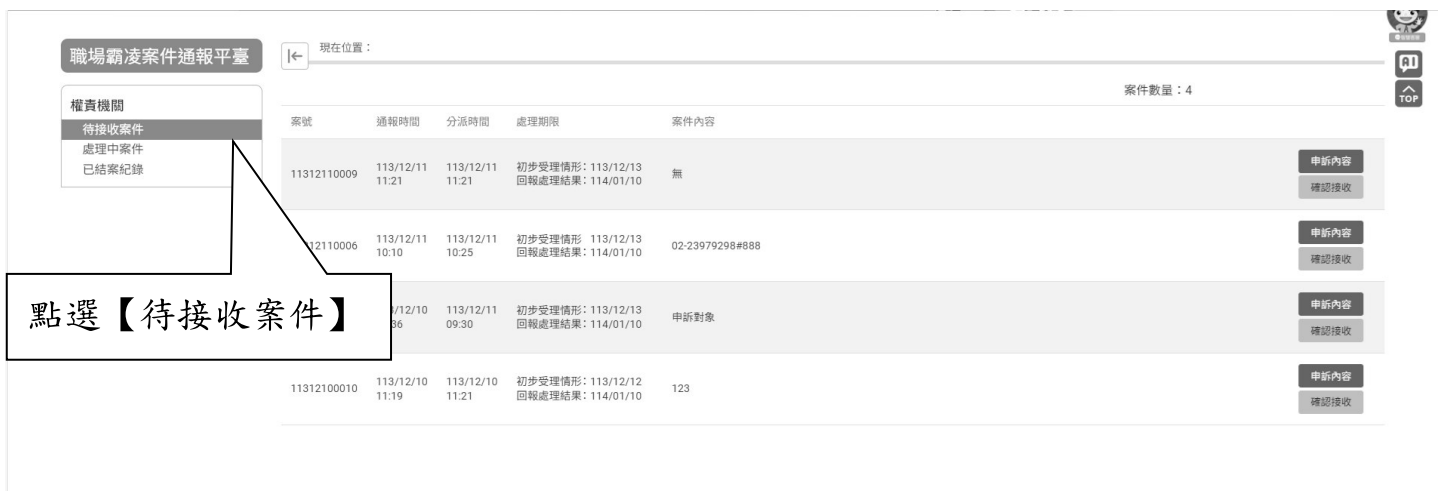 職場霸凌案件通報平臺
現在位置：
權責機關
待接收案件
處理中案件
已結案紀錄
案件數量：4
AI
TOP
案號 通報時間 分派時間 處理期限 案件內容
11312110009 113/12/11 11:21 113/12/11 11:21 初步受理情形：113/12/13 無 申訴內容
回報處理結果：114/01/10 確認接收
12110006 113/12/11 10:10 113/12/11 10:25 初步受理情形 113/12/13 02-23979298#888 申訴內容
回報處理結果：114/01/10 確認接收
/12/10 36 113/12/11 09:30 初步受理情形：113/12/13 申訴對象 申訴內容
回報處理結果：114/01/10 確認接收
11312100010 113/12/10 11:19 113/12/10 11:21 初步受理情形：113/12/12 123 申訴內容
回報處理結果：114/01/10 確認接收
點選【待接收案件】